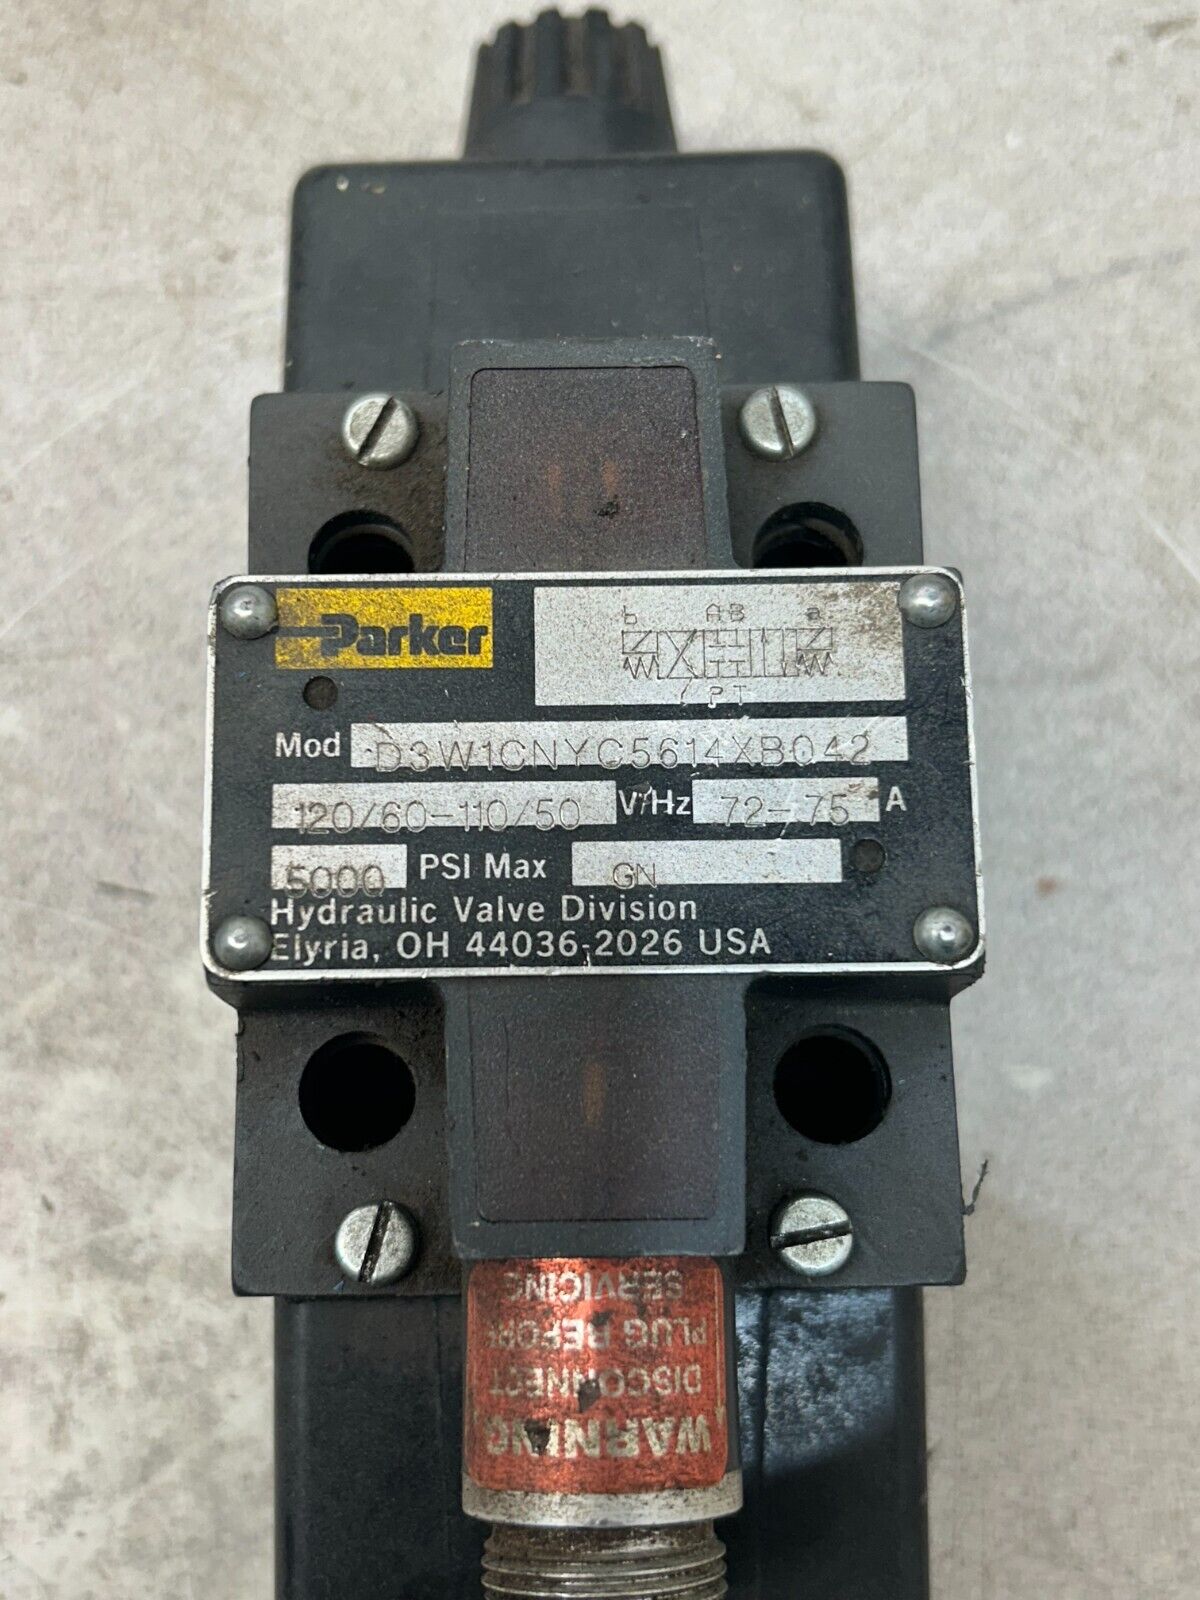 Parker
b AB a
PT
Mod D3W1CNYC5614XB042
120/60-110/50 V/Hz 72-75 A
5000 PSI Max GN
Hydraulic Valve Division
Elyria, OH 44036-2026 USA
WARNING
DISCONNECT
PLUG BEFORE
SERVICING